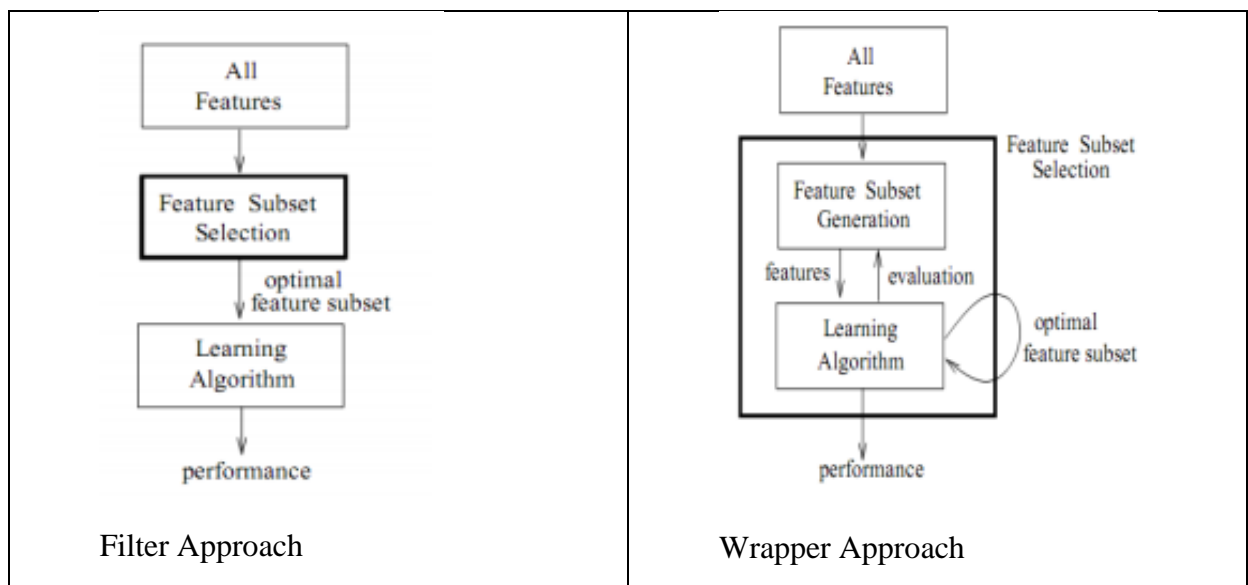 All
Features
Feature Subset
Selection
optimal
feature subset
Learning
Algorithm
performance
Filter Approach
All
Features
Feature Subset
Selection
Feature Subset
Generation
features
evaluation
Learning
Algorithm
optimal
feature subset
performance
Wrapper Approach